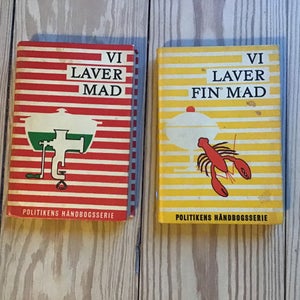 VI
LAVER
MAD
POLITIKENS HÅNDBOGSSERIE
VI
LAVER
FIN MAD
POLITIKENS HÅNDBOGSSERIE